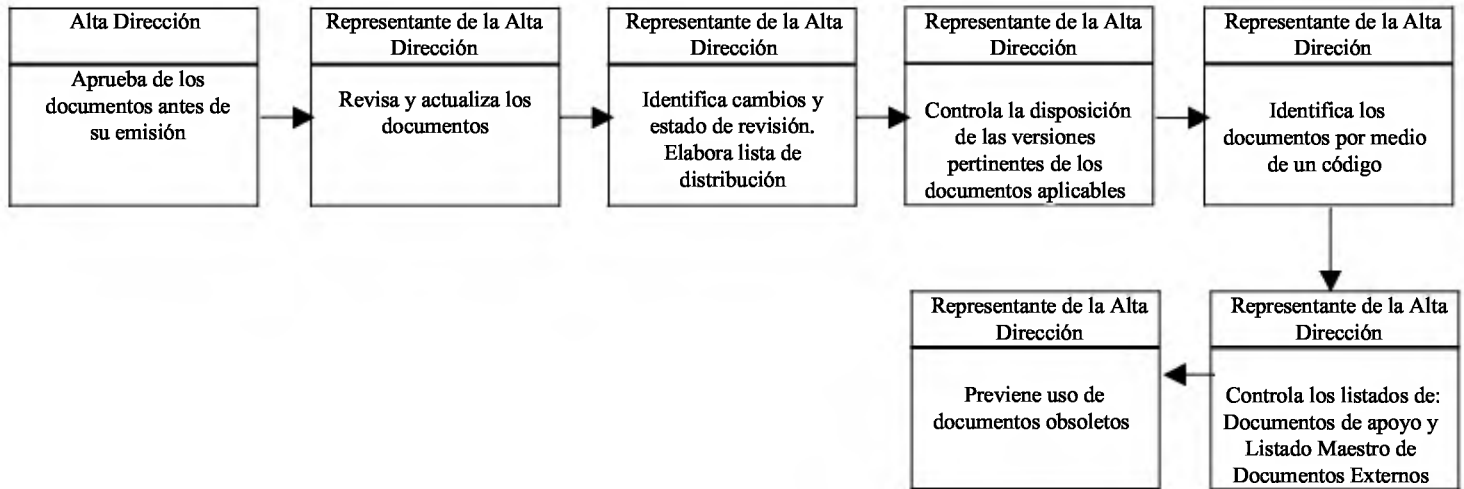 Alta Dirección
Aprueba de los
documentos antes de
su emisión
Representante de la Alta
Dirección
Revisa y actualiza los
documentos
Representante de la Alta
Dirección
Identifica cambios y
estado de revisión.
Elabora lista de
distribución
Representante de la Alta
Dirección
Controla la disposición
de las versiones
pertinentes de los
documentos aplicables
Representante de la Alta
Direción
Identifica los
documentos por medio
de un código
Representante de la Alta
Dirección
Controla los listados de:
Documentos de apoyo y
Listado Maestro de
Documentos Externos
Representante de la Alta
Dirección
Previene uso de
documentos obsoletos